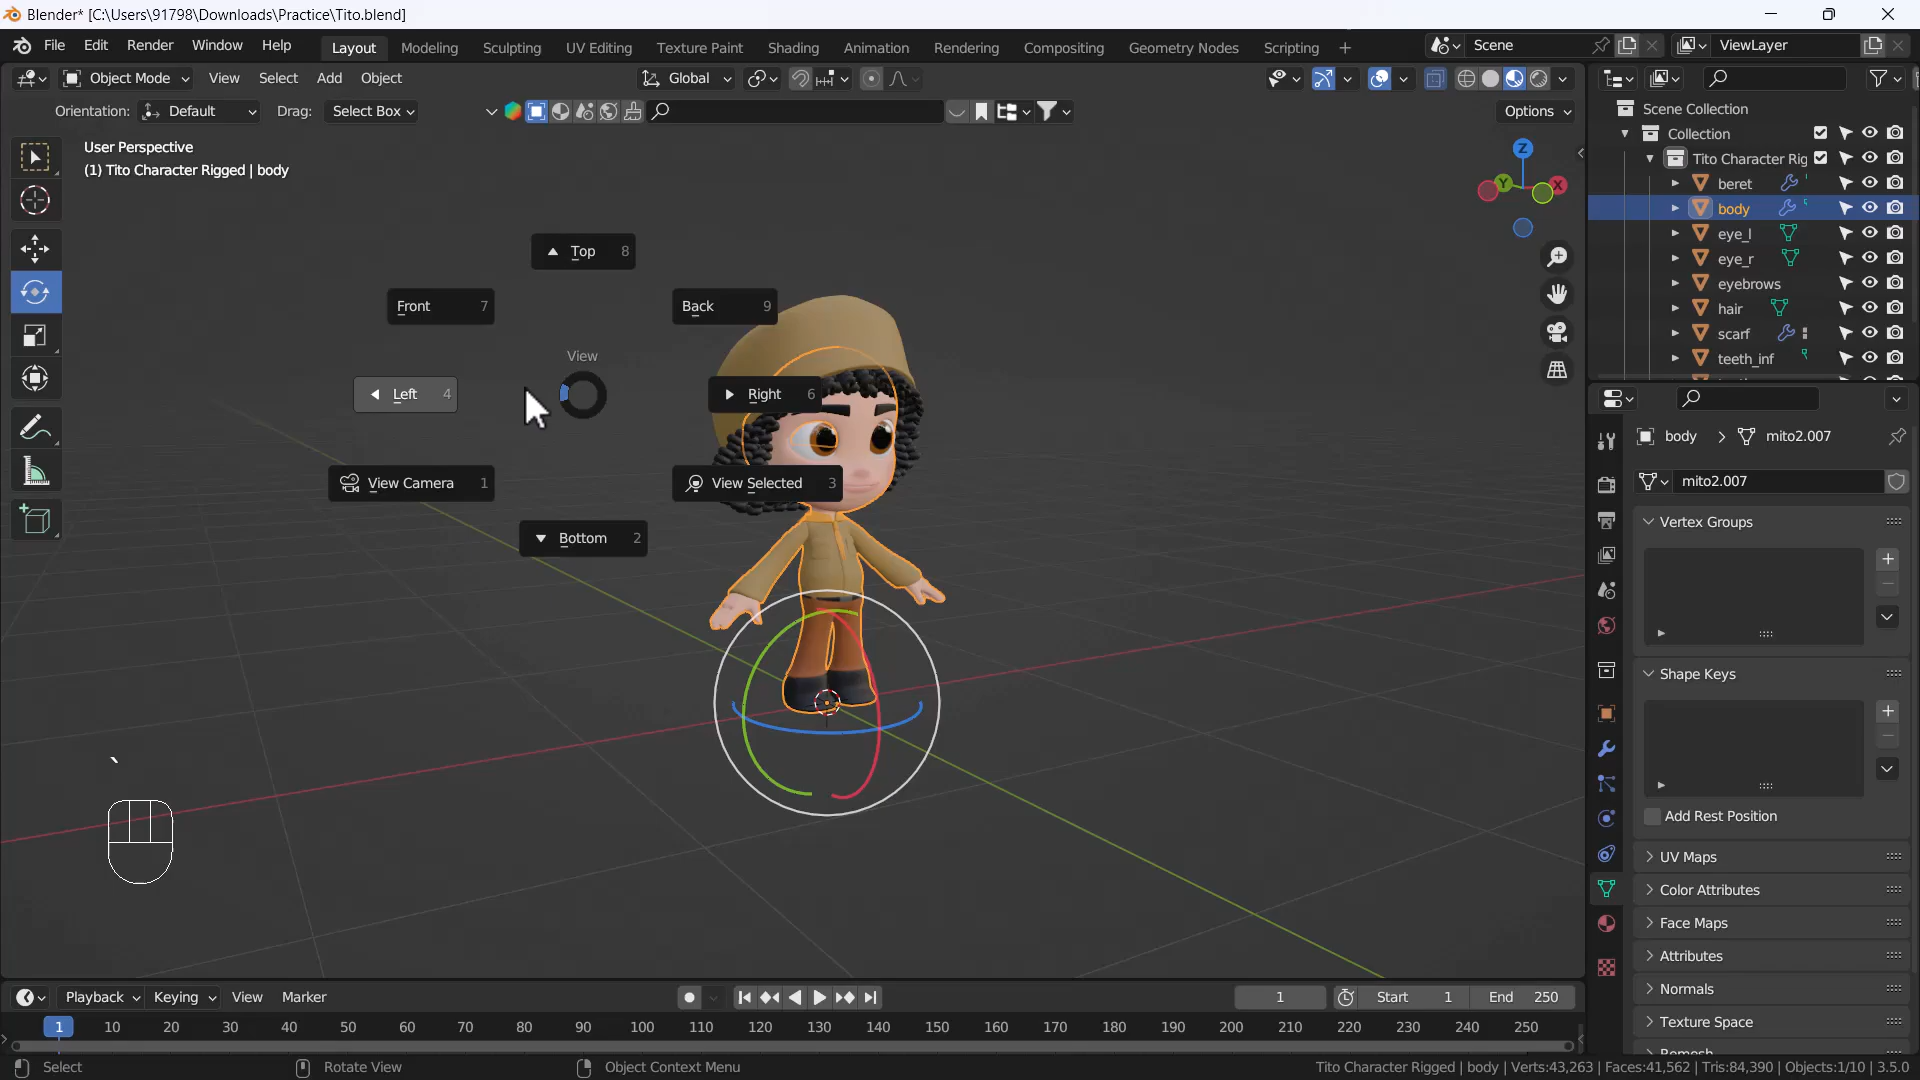 Blender* [C:\Users\91798\Downloads\Practice\Tito.blend]
File Edit Render Window Help
Layout Modeling Sculpting UV Editing Texture Paint Shading Animation Rendering Compositing Geometry Nodes Scripting +
Scene
ViewLayer
Object Mode View Select Add Object
Global
Orientation: Default Drag: Select Box
Options
User Perspective
(1) Tito Character Rigged | body
Z
Y
X
Top 8
Front 7
Back 9
View
Left 4
Right 6
View Camera 1
View Selected 3
Bottom 2
`
Scene Collection
Collection
Tito Character Rig
beret
body
eye_l
eye_r
eyebrows
hair
scarf
teeth_inf
body > mito2.007
mito2.007
Vertex Groups
Shape Keys
Add Rest Position
UV Maps
Color Attributes
Face Maps
Attributes
Normals
Texture Space
Remesh
Playback Keying View Marker
1
Start 1
End 250
1 10 20 30 40 50 60 70 80 90 100 110 120 130 140 150 160 170 180 190 200 210 220 230 240 250
Select
Rotate View
Object Context Menu
Tito Character Rigged | body | Verts:43,263 | Faces:41,562 | Tris:84,390 | Objects:1/10 | 3.5.0